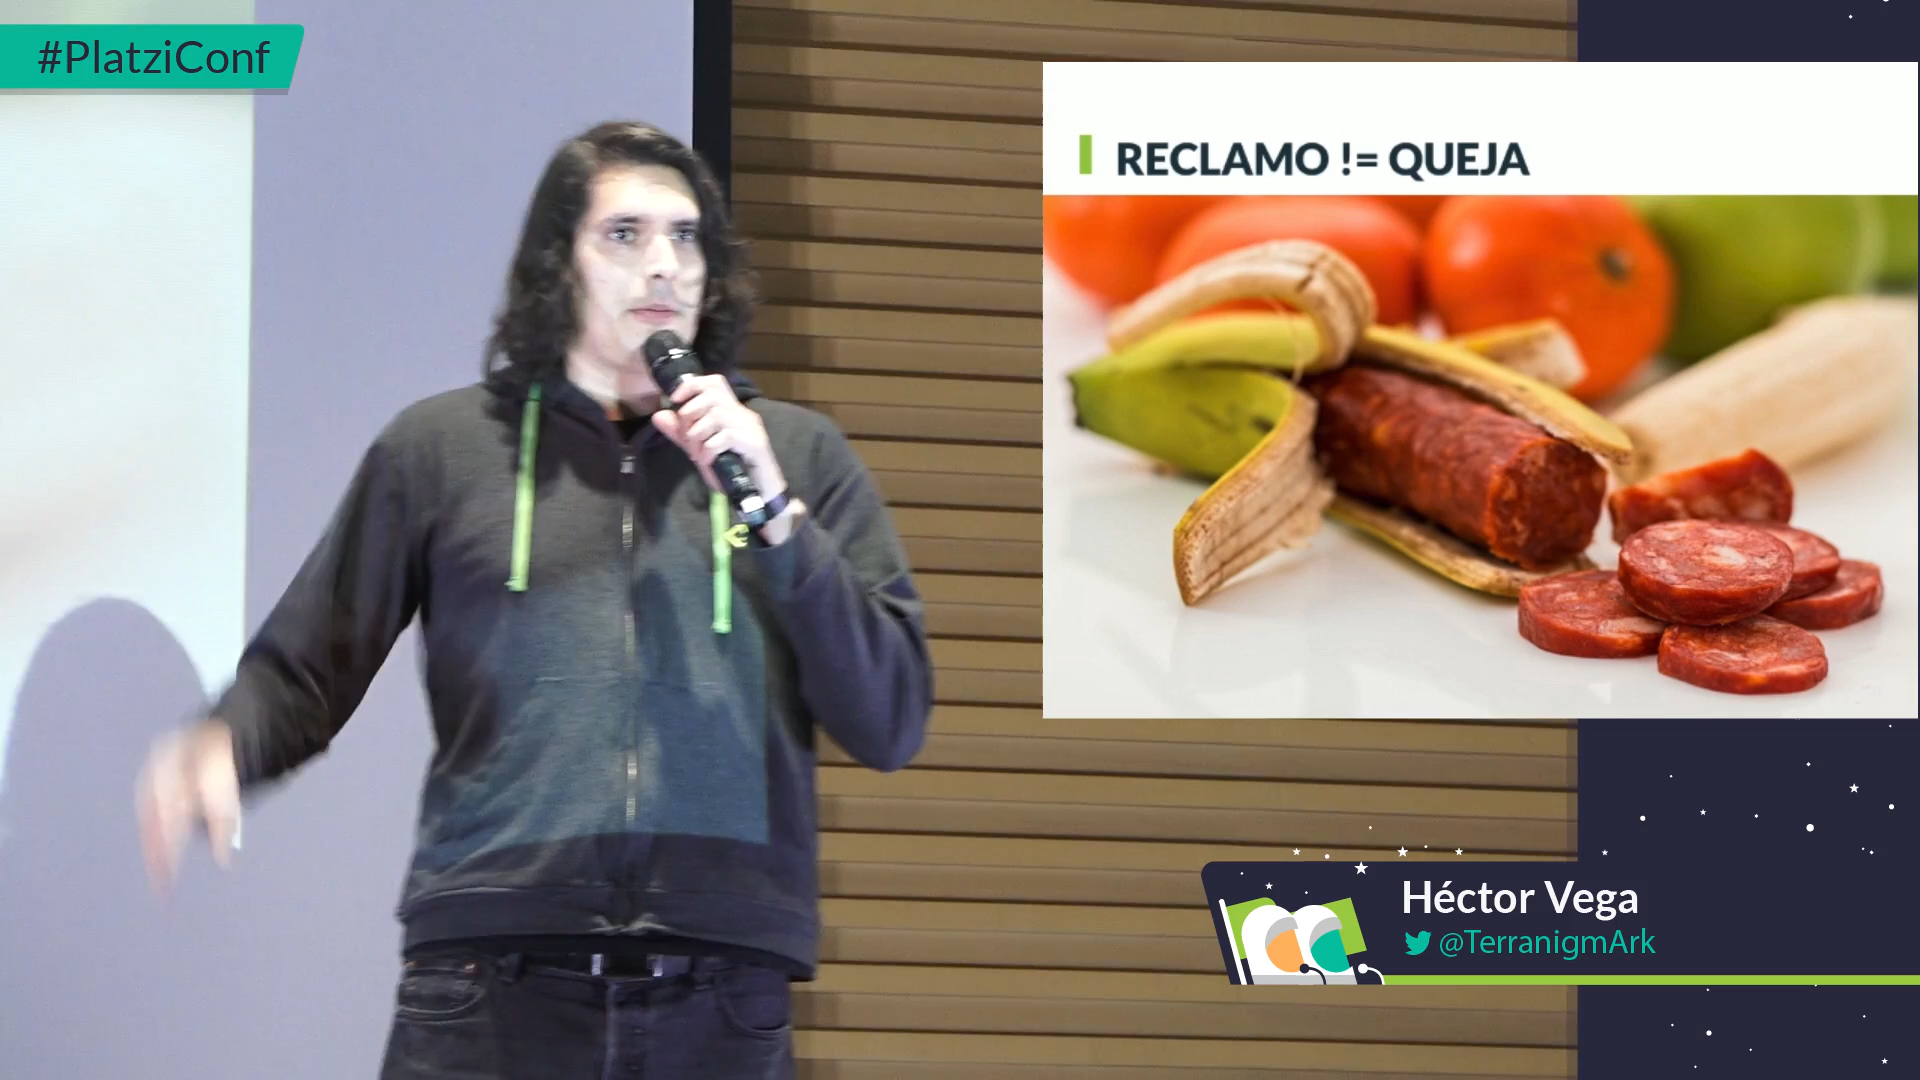 #PlatziConf
RECLAMO != QUEJA
Héctor Vega
@TerranigmArk